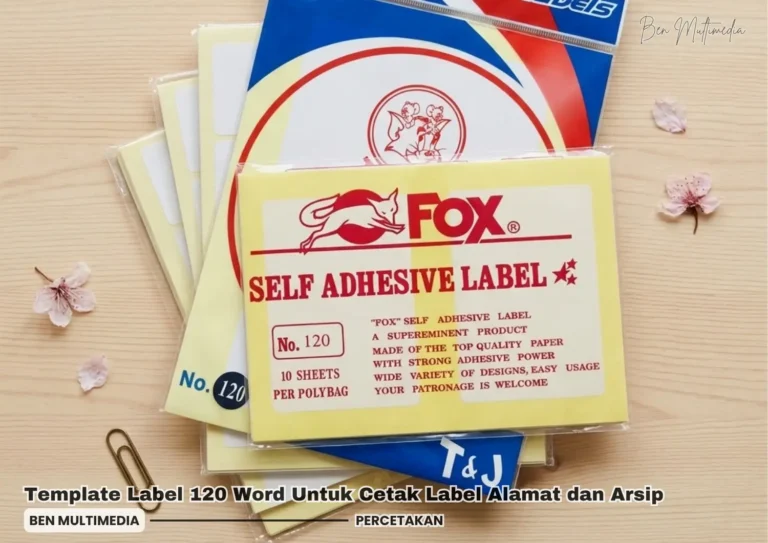 Ben Multimedia
FOX®
SELF ADHESIVE LABEL
No. 120
10 SHEETS
PER POLYBAG
"FOX" SELF ADHESIVE LABEL
A SUPEREMINENT PRODUCT
MADE OF THE TOP QUALITY PAPER
WITH STRONG ADHESIVE POWER
WIDE VARIETY OF DESIGNS, EASY USAGE
YOUR PATRONAGE IS WELCOME
No. 120
T&J
Template Label 120 Word Untuk Cetak Label Alamat dan Arsip
BEN MULTIMEDIA
PERCETAKAN